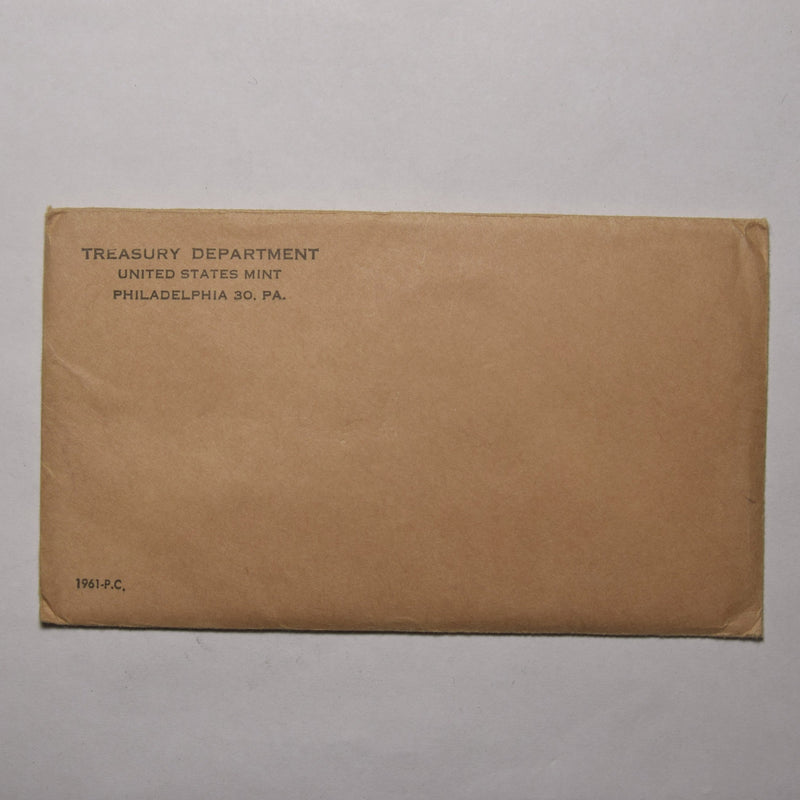 TREASURY DEPARTMENT
UNITED STATES MINT
PHILADELPHIA 30, PA.
1961-P.C.